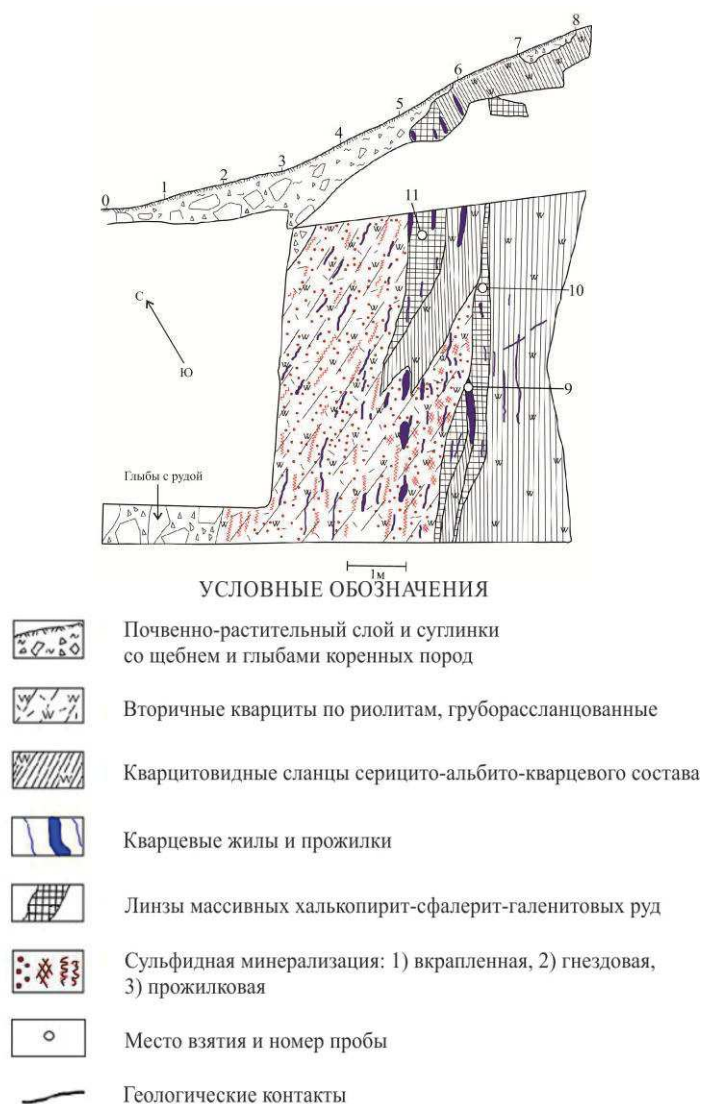 8
7
6
5
4
3
2
1
0
11
10
9
С
Ю
Глыбы с рудой
1м
УСЛОВНЫЕ ОБОЗНАЧЕНИЯ
Почвенно-растительный слой и суглинки
со щебнем и глыбами коренных пород
Вторичные кварциты по риолитам, груборассланцованные
Кварцитовидные сланцы серицито-альбито-кварцевого состава
Кварцевые жилы и прожилки
Линзы массивных халькопирит-сфалерит-галенитовых руд
Сульфидная минерализация: 1) вкрапленная, 2) гнездовая,
3) прожилковая
Место взятия и номер пробы
Геологические контакты